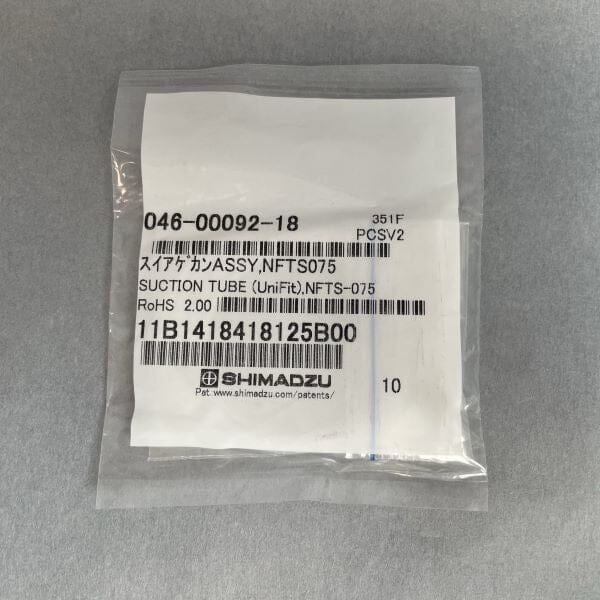 046-00092-18
351F
PCSV2
スイアゲカンASSY,NFTS075
SUCTION TUBE (UniFit),NFTS-075
RoHS 2.00
11B1418418125B00
SHIMADZU
Pat.www.shimadzu.com/patents/
10